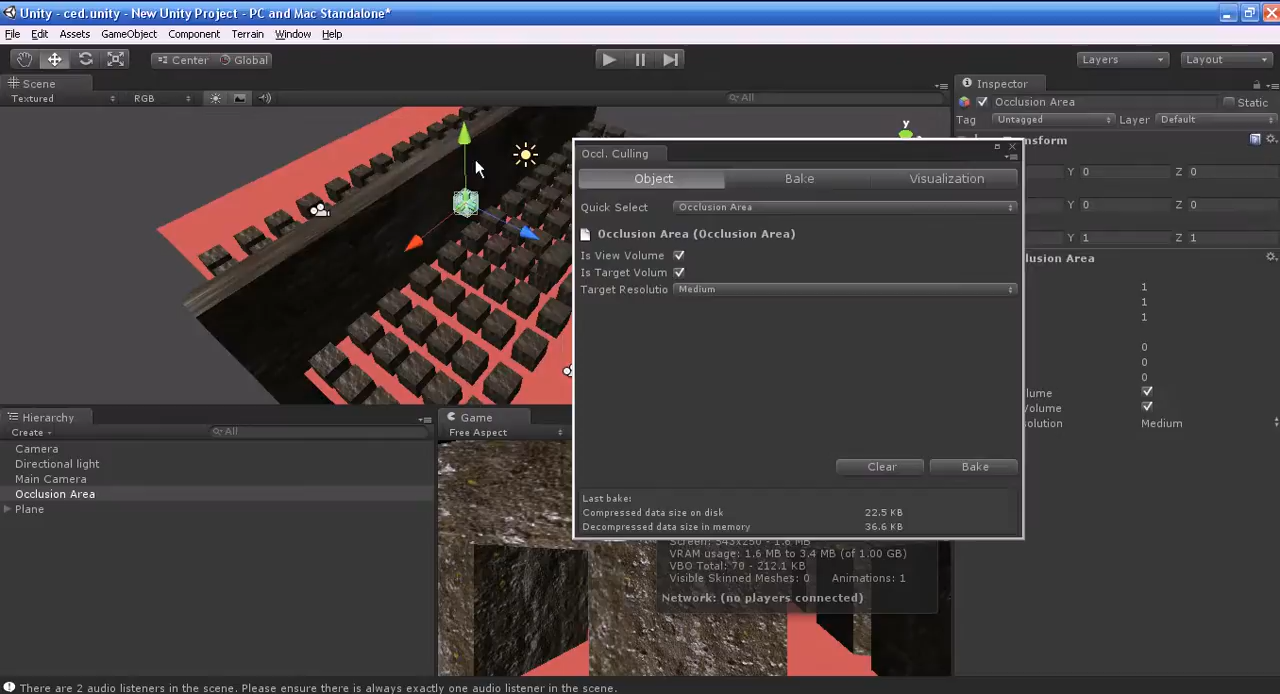 Unity - ced.unity - New Unity Project - PC and Mac Standalone*
File Edit Assets GameObject Component Terrain Window Help
Center Global Layers Layout
Scene
Textured RGB All
Inspector
Occlusion Area Static
Tag Untagged Layer Default
ransform
Y 0 Z 0
Y 0 Z 0
Y 1 Z 1
y
Occl. Culling
Object Bake Visualization
Quick Select Occlusion Area
Occlusion Area (Occlusion Area)
Is View Volume
Is Target Volum
Target Resolutio Medium
Clear Bake
Last bake:
Compressed data size on disk 22.5 KB
Decompressed data size in memory 36.6 KB
lusion Area
1
1
1
0
0
0
lume
Volume
solution Medium
Hierarchy
Create All
Camera
Directional light
Main Camera
Occlusion Area
Plane
Game
Free Aspect
Screen: 543x250 - 1.6 MB
VRAM usage: 1.6 MB to 3.4 MB (of 1.00 GB)
VBO Total: 70 - 212.1 KB
Visible Skinned Meshes: 0 Animations: 1
Network: (no players connected)
There are 2 audio listeners in the scene. Please ensure there is always exactly one audio listener in the scene.